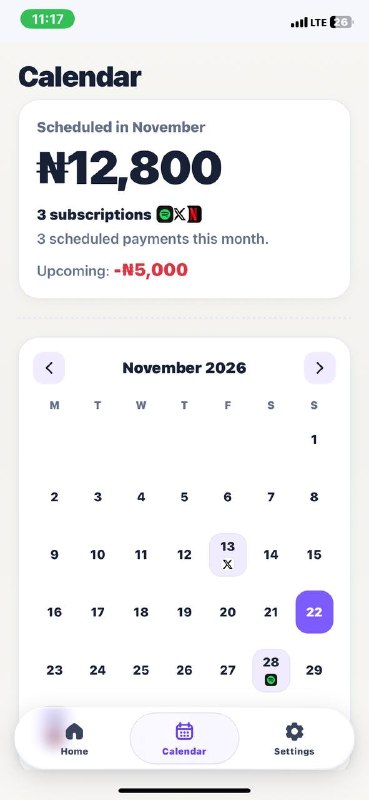 11:17
LTE 26
Calendar
Scheduled in November
₦12,800
3 subscriptions
3 scheduled payments this month.
Upcoming: -₦5,000
November 2026
M T W T F S S
1
2 3 4 5 6 7 8
9 10 11 12 13 14 15
16 17 18 19 20 21 22
23 24 25 26 27 28 29
Home Calendar Settings